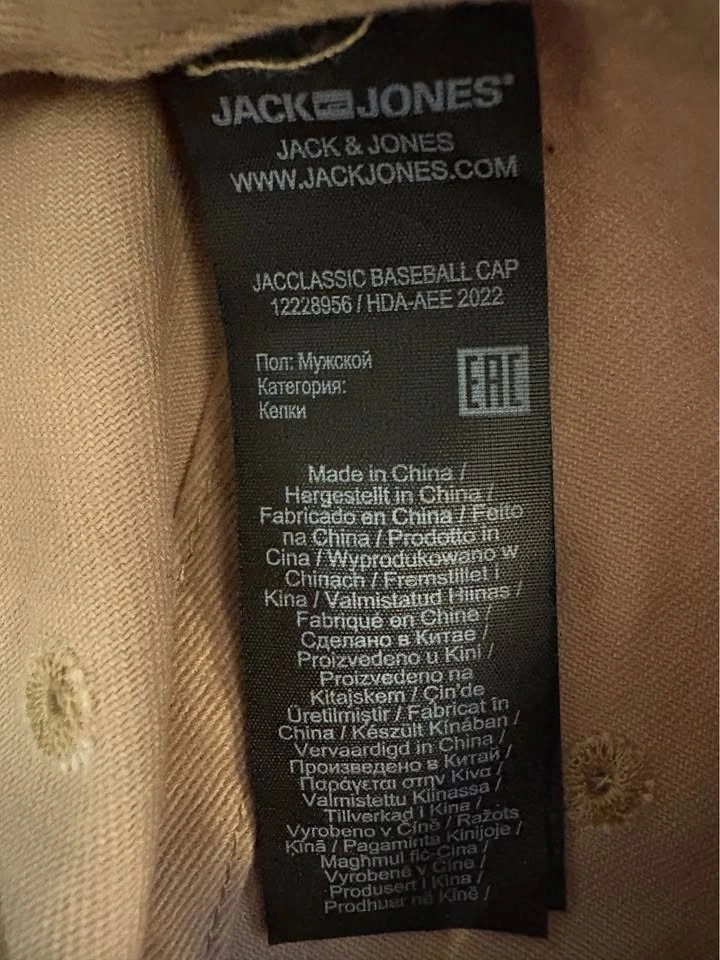 JACK & JONES®
JACK & JONES
WWW.JACKJONES.COM
JACCLASSIC BASEBALL CAP
12228956 / HDA-AEE 2022
Пол: Мужской
Категория:
Кепки
EAC
Made in China /
Hergestellt in China /
Fabricado en China / Feito
na China / Prodotto in
Cina / Wyprodukowano w
Chinach / Fremstillet i
Kina / Valmistatud Hiinas /
Fabriqué en Chine /
Сделано в Китае /
Proizvedeno u Kini /
Proizvedeno na
Kitajskem / Çin'de
Üretilmiştir / Fabricat în
China / Készült Kínában /
Vervaardigd in China /
Произведено в Китай /
Παράγεται στην Κίνα /
Valmistettu Kiinassa /
Tillverkad i Kina /
Vyrobeno v Číně / Ražots
Ķīnā / Pagaminta Kinijoje /
Maghmul fiċ-Ċina /
Vyrobené v Číne /
Produsert i Kina /
Prodhuar në Kinë /